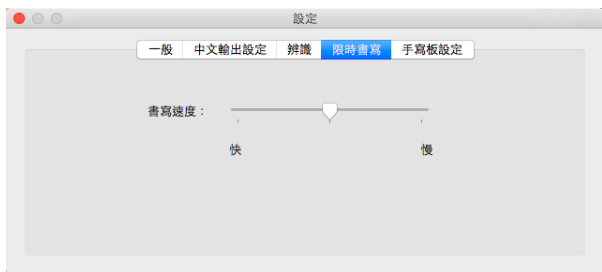 設定
一般 中文輸出設定 辨識 限時書寫 手寫板設定
書寫速度：
快 慢